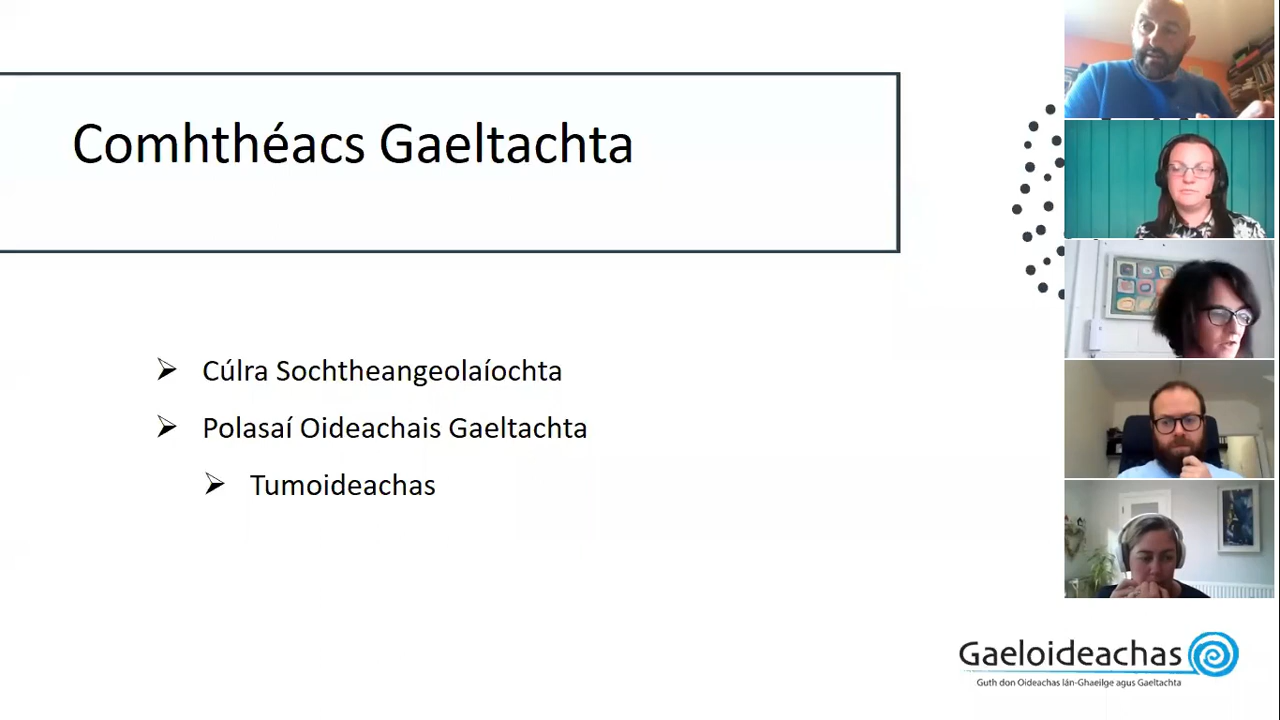 Comhthéacs Gaeltachta
Cúlra Sochtheangeolaíochta
Polasaí Oideachais Gaeltachta
Tumoideachas
Gaeloideachas
Guth don Oideachas lán-Ghaeilge agus Gaeltachta